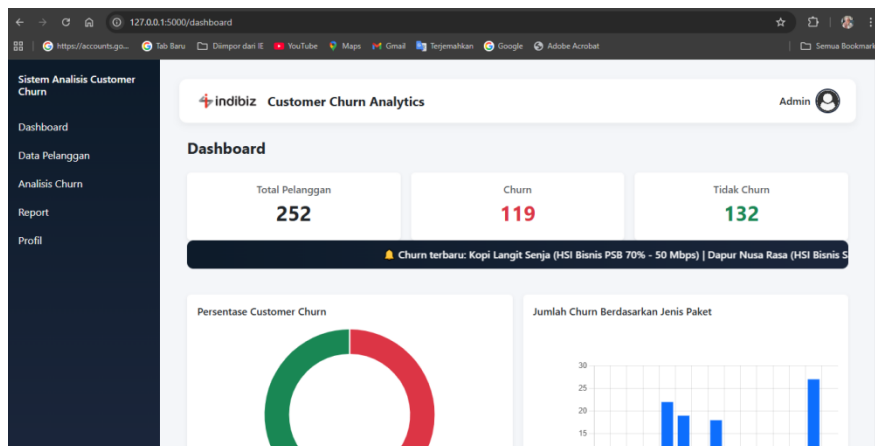 127.0.0.1:5000/dashboard
https://accounts.go... Tab Baru Diimpor dari IE YouTube Maps Gmail Terjemahkan Google Adobe Acrobat Semua Bookmark
Sistem Analisis Customer
Churn
Dashboard
Data Pelanggan
Analisis Churn
Report
Profil
indibiz Customer Churn Analytics
Admin
Dashboard
Total Pelanggan
252
Churn
119
Tidak Churn
132
Churn terbaru: Kopi Langit Senja (HSI Bisnis PSB 70% - 50 Mbps) | Dapur Nusa Rasa (HSI Bisnis S
Persentase Customer Churn
Jumlah Churn Berdasarkan Jenis Paket
30
25
20
15